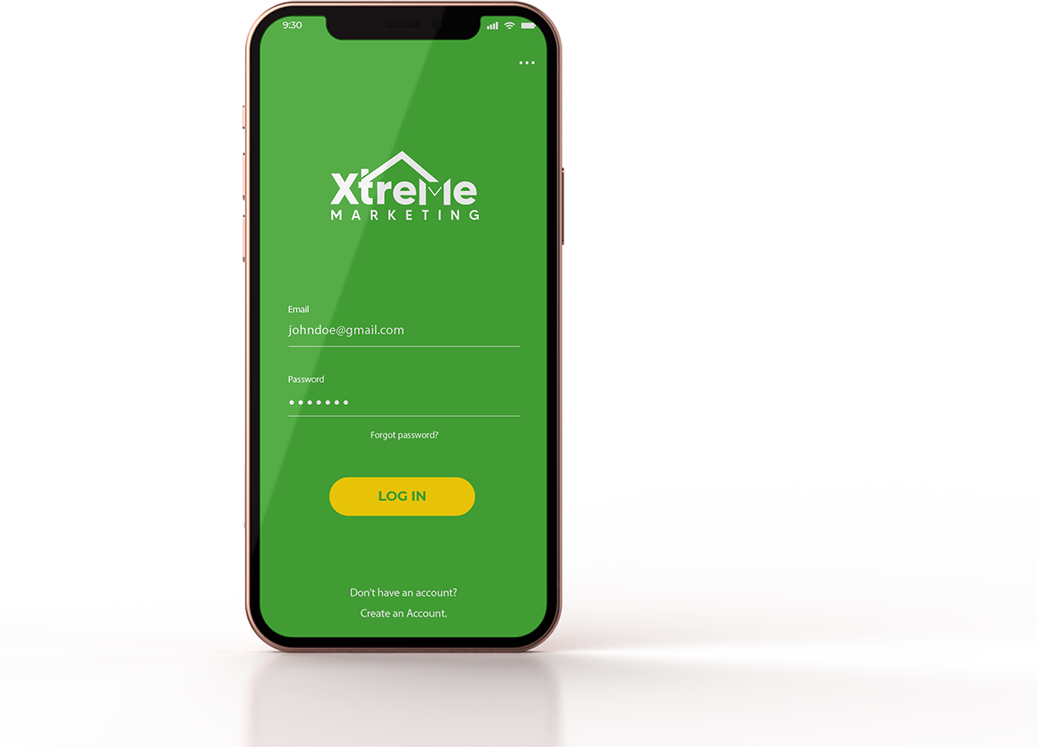 9:30
Xtreme
MARKETING
Email
johndoe@gmail.com
Password
Forgot password?
LOG IN
Don't have an account?
Create an Account.